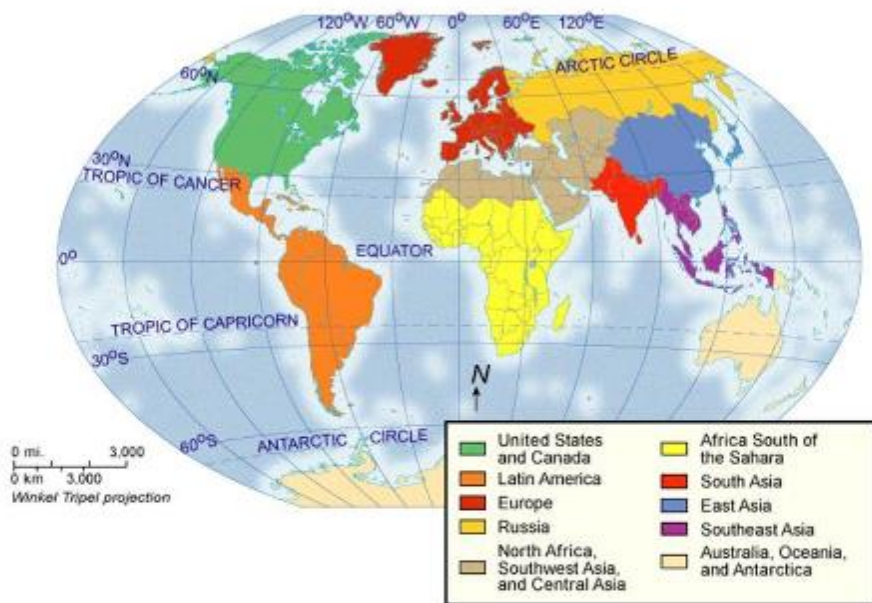 120°W 60°W 0° 60°E 120°E
60°N
ARCTIC CIRCLE
30°N
TROPIC OF CANCER
EQUATOR
0°
TROPIC OF CAPRICORN
30°S
N
60°S
ANTARCTIC CIRCLE
0 mi. 3,000
0 km 3.000
Winkel Tripel projection
United States
and Canada
Latin America
Europe
Russia
North Africa,
Southwest Asia,
and Central Asia
Africa South of
the Sahara
South Asia
East Asia
Southeast Asia
Australia, Oceania,
and Antarctica